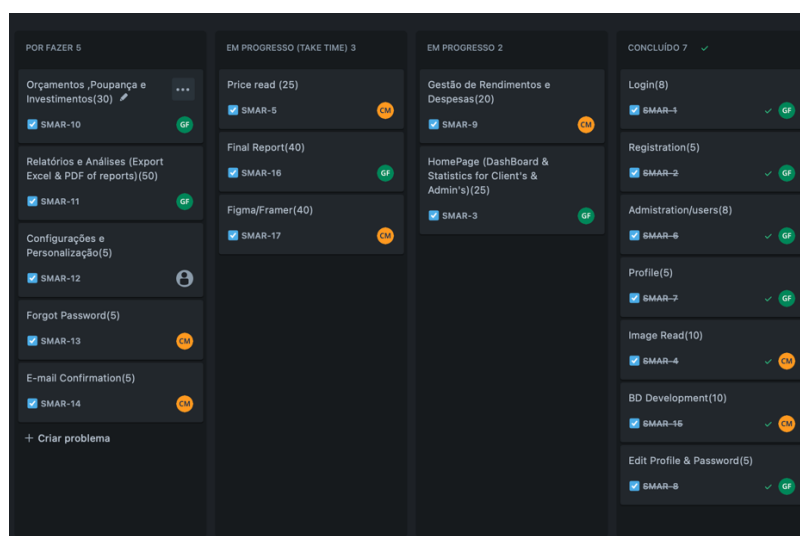 POR FAZER 5
Orçamentos ,Poupança e
Investimentos(30)
SMAR-10
GF
Relatórios e Análises (Export
Excel & PDF of reports)(50)
SMAR-11
GF
Configurações e
Personalização(5)
SMAR-12
Forgot Password(5)
SMAR-13
CM
E-mail Confirmation(5)
SMAR-14
CM
+ Criar problema
EM PROGRESSO (TAKE TIME) 3
Price read (25)
SMAR-5
CM
Final Report(40)
SMAR-16
GF
Figma/Framer(40)
SMAR-17
CM
EM PROGRESSO 2
Gestão de Rendimentos e
Despesas(20)
SMAR-9
CM
HomePage (DashBoard &
Statistics for Client's &
Admin's)(25)
SMAR-3
GF
CONCLUÍDO 7
Login(8)
SMAR-1
GF
Registration(5)
SMAR-2
GF
Admistration/users(8)
SMAR-6
GF
Profile(5)
SMAR-7
GF
Image Read(10)
SMAR-4
CM
BD Development(10)
SMAR-15
CM
Edit Profile & Password(5)
SMAR-8
GF